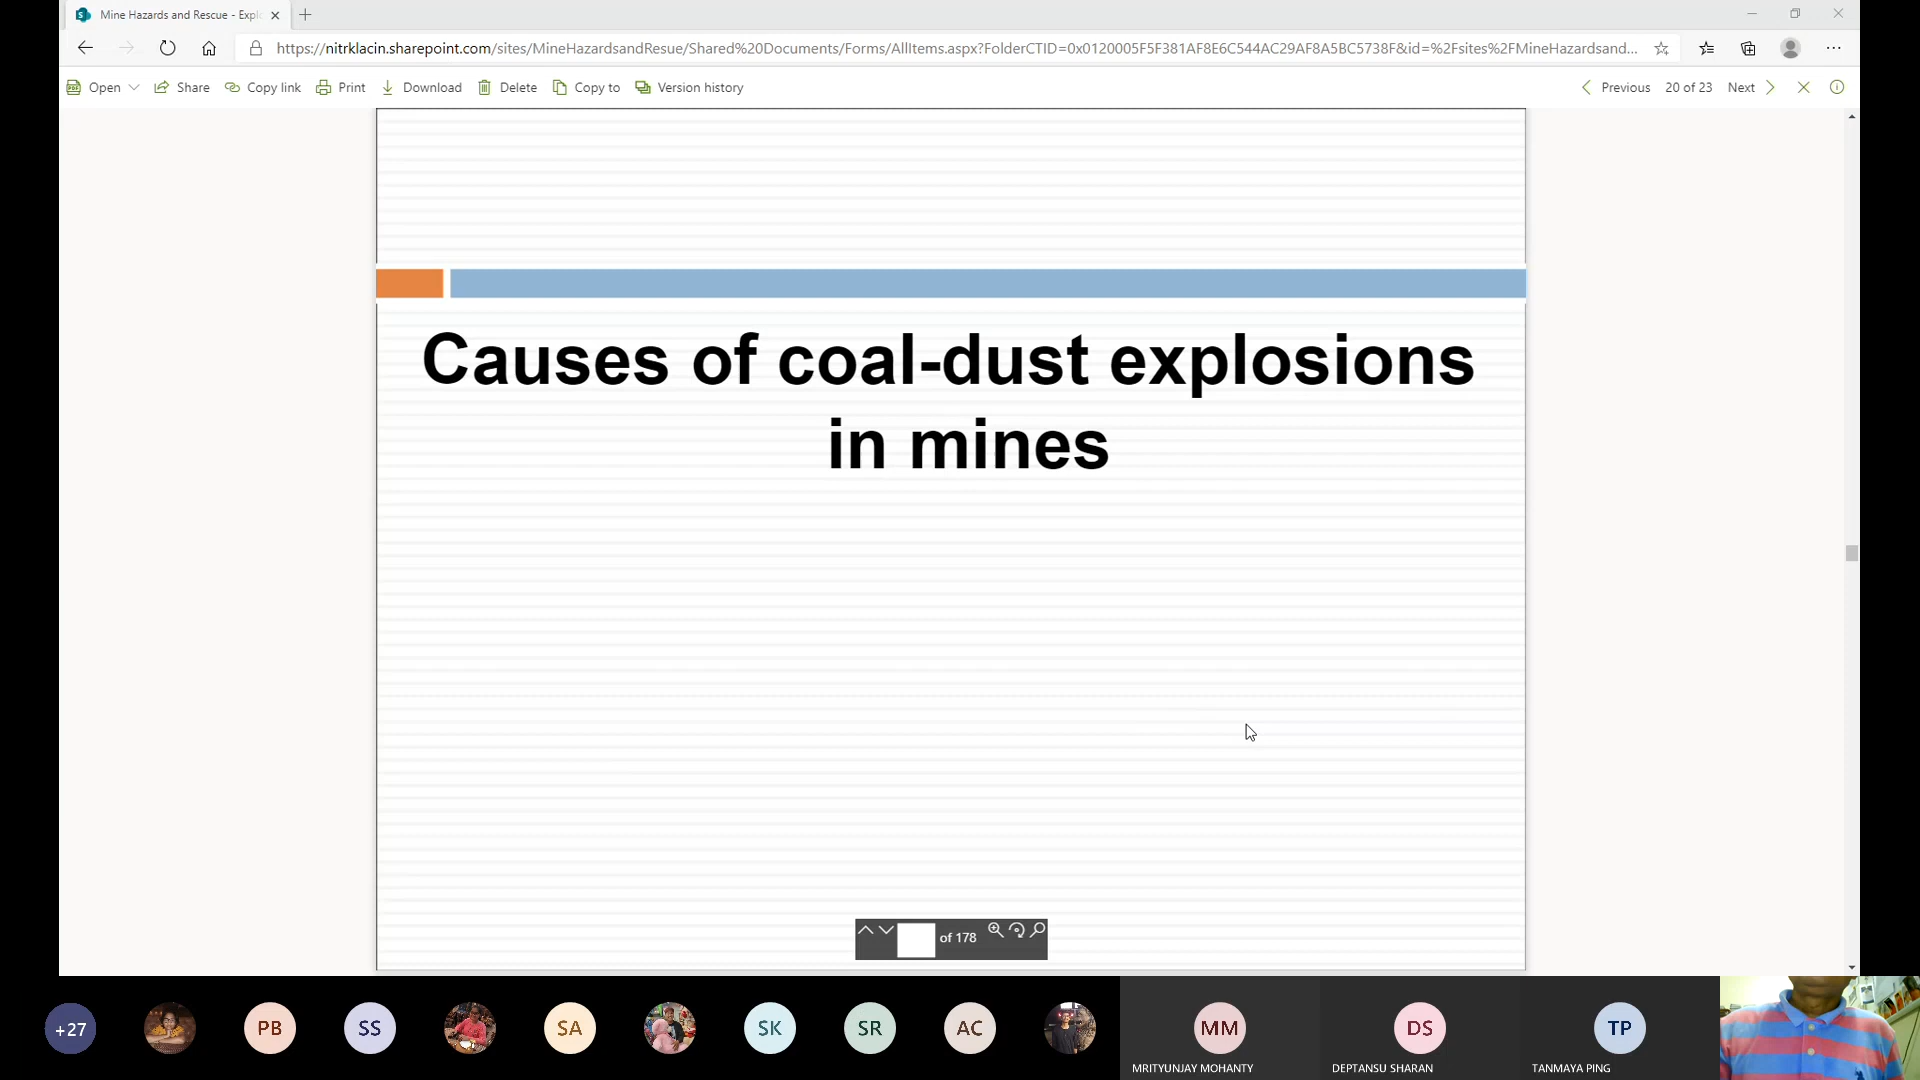 Mine Hazards and Rescue - Explo
https://nitrklacin.sharepoint.com/sites/MineHazardsandResue/Shared%20Documents/Forms/AllItems.aspx?FolderCTID=0x0120005F5F381AF8E6C544AC29AF8A5BC5738F&id=%2Fsites%2FMineHazardsand...
Open Share Copy link Print Download Delete Copy to Version history Previous 20 of 23 Next
Causes of coal-dust explosions
in mines
of 178
+27 PB SS SA SK SR AC MM DS TP
MRITYUNJAY MOHANTY DEPTANSU SHARAN TANMAYA PING